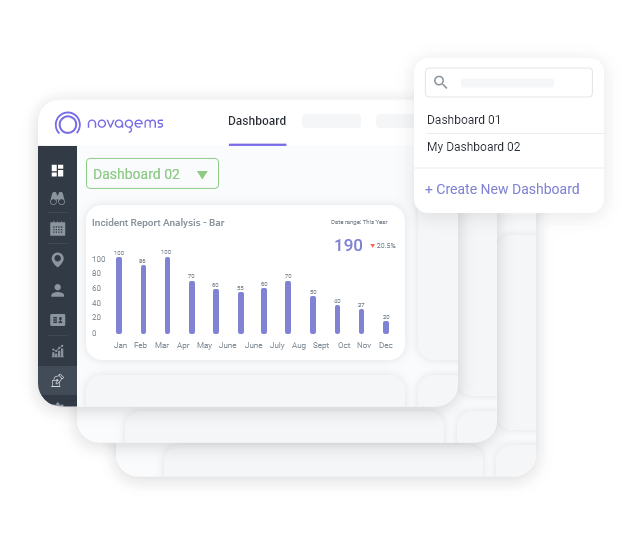 novagems
Dashboard
Dashboard 01
My Dashboard 02
+ Create New Dashboard
Dashboard 02
Incident Report Analysis - Bar
Date range: This Year
190
20.5%
100
80
60
40
20
0
100 86 100 70 60 55 60 70 50 40 37 20
Jan Feb Mar Apr May June June July Aug Sept Oct Nov Dec